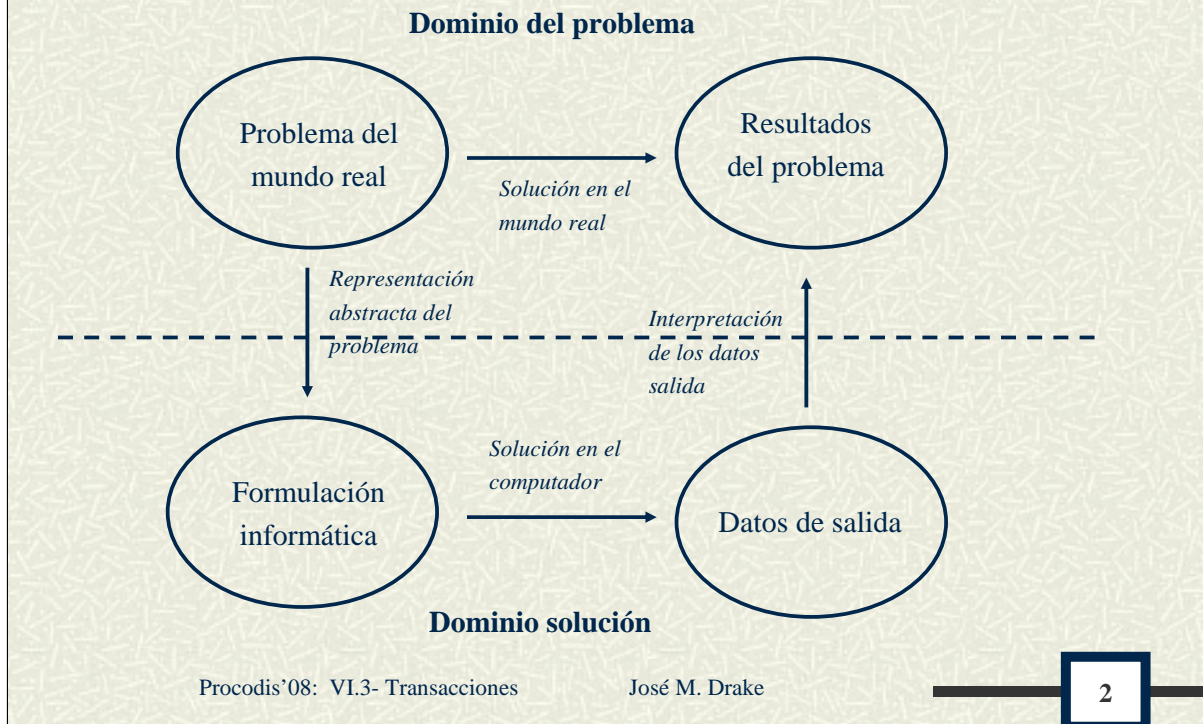 Dominio del problema
Problema del
mundo real
Solución en el
mundo real
Resultados
del problema
Representación
abstracta del
problema
Interpretación
de los datos
salida
Formulación
informática
Solución en el
computador
Datos de salida
Dominio solución
Procodis'08: VI.3- Transacciones José M. Drake
2